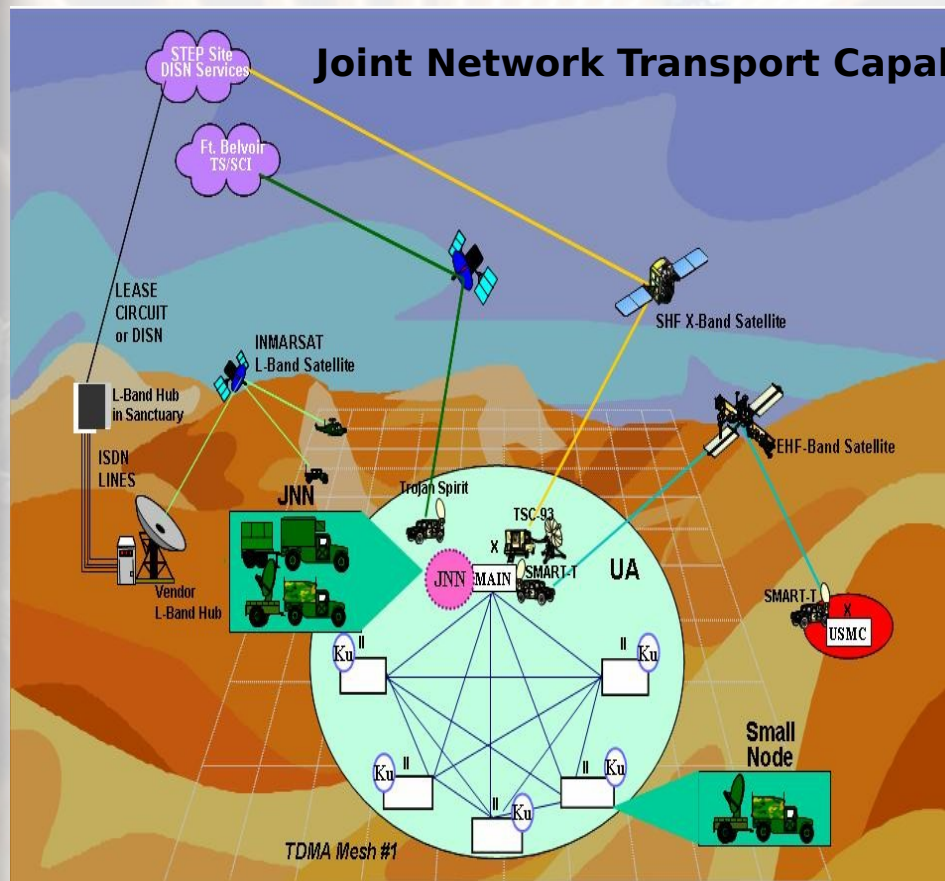 Joint Network Transport Capa
STEP Site
DISN Services
Ft. Belvoir
TS/SCI
LEASE
CIRCUIT
or DISN
INMARSAT
L-Band Satellite
SHF X-Band Satellite
L-Band Hub
in Sanctuary
EHF-Band Satellite
ISDN
LINES
JNN
Trojan Spirit
TSC-93
X
UA
JNN
MAIN
SMART-T
SMART-T
X
USMC
Vendor
L-Band Hub
II
Ku
II
Ku
II
Ku
II
Ku
II
Ku
Small
Node
TDMA Mesh #1